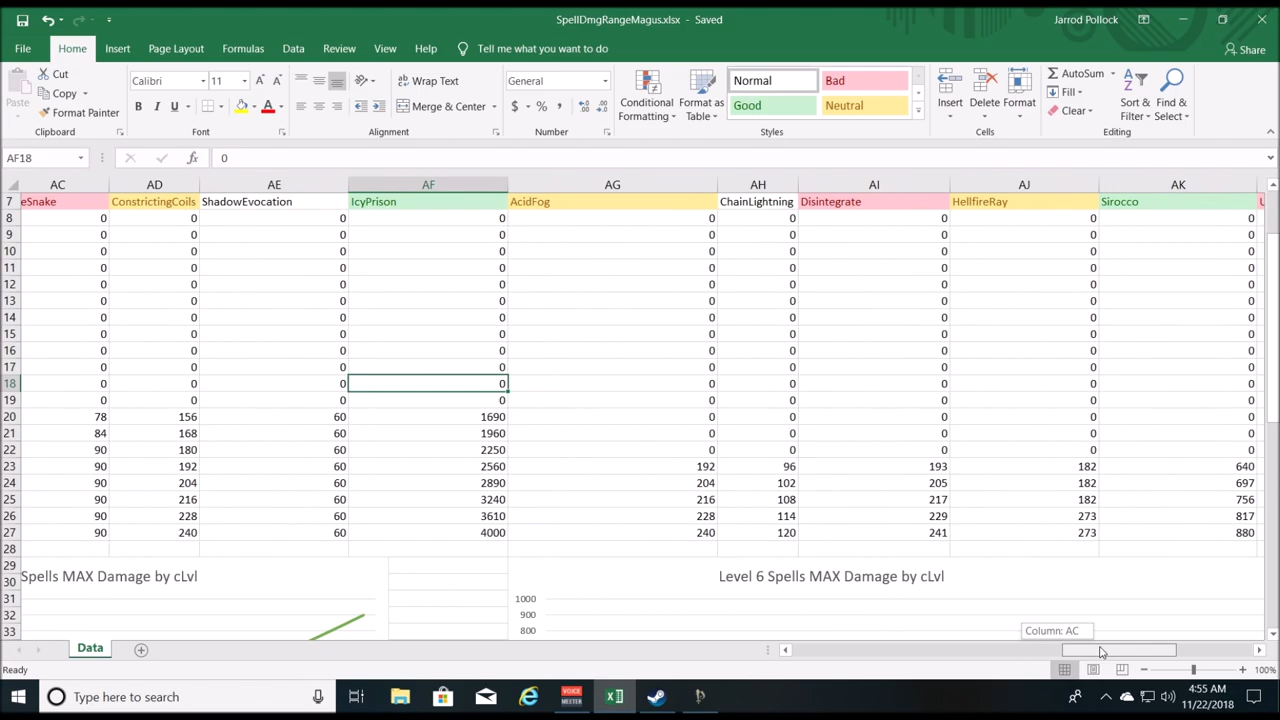 SpellDmgRangeMagus.xlsx - Saved
Jarrod Pollock
File Home Insert Page Layout Formulas Data Review View Help Tell me what you want to do Share
Cut
Calibri 11 A A Wrap Text General Normal Bad AutoSum
Paste Copy Conditional Format as Good Neutral Insert Delete Format Fill Sort & Find &
Format Painter B I U A Merge & Center $ % , Formatting Table Clear Filter Select
Clipboard Font Alignment Number Styles Cells Editing
AF18 fx 0
AC AD AE AF AG AH AI AJ AK
7 eSnake ConstrictingCoils ShadowEvocation IcyPrison AcidFog ChainLightning Disintegrate HellfireRay Sirocco
8 0 0 0 0 0 0 0 0 0
9 0 0 0 0 0 0 0 0 0
10 0 0 0 0 0 0 0 0 0
11 0 0 0 0 0 0 0 0 0
12 0 0 0 0 0 0 0 0 0
13 0 0 0 0 0 0 0 0 0
14 0 0 0 0 0 0 0 0 0
15 0 0 0 0 0 0 0 0 0
16 0 0 0 0 0 0 0 0 0
17 0 0 0 0 0 0 0 0 0
18 0 0 0 0 0 0 0 0 0
19 0 0 0 0 0 0 0 0 0
20 78 156 60 1690 0 0 0 0 0
21 84 168 60 1960 0 0 0 0 0
22 90 180 60 2250 0 0 0 0 0
23 90 192 60 2560 192 96 193 182 640
24 90 204 60 2890 204 102 205 182 697
25 90 216 60 3240 216 108 217 182 756
26 90 228 60 3610 228 114 229 273 817
27 90 240 60 4000 240 120 241 273 880
28
29
30 Spells MAX Damage by cLvl Level 6 Spells MAX Damage by cLvl
31 1000
32 900
33 800
Column: AC
Data
Ready 100%
Type here to search VOICE MEETER 4:55 AM
11/22/2018